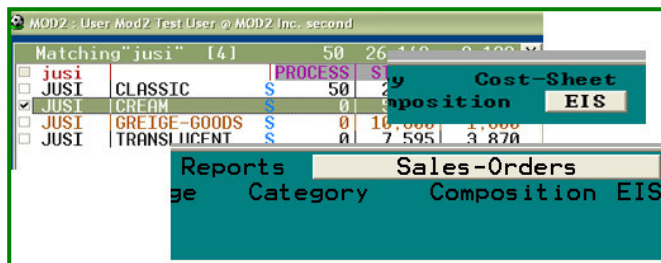 MOD2 : User Mod2 Test User @ MOD2 Inc. second
Matching"jusi" [4] 50
jusi PROCESS
JUSI CLASSIC S 50
JUSI CREAM S 0
JUSI GREIGE-GOODS S 0 10,000 1,000
JUSI TRANSLUCENT S 0 7,595 3,870
Cost-Sheet
EIS
Reports Sales-Orders
Category Composition EIS